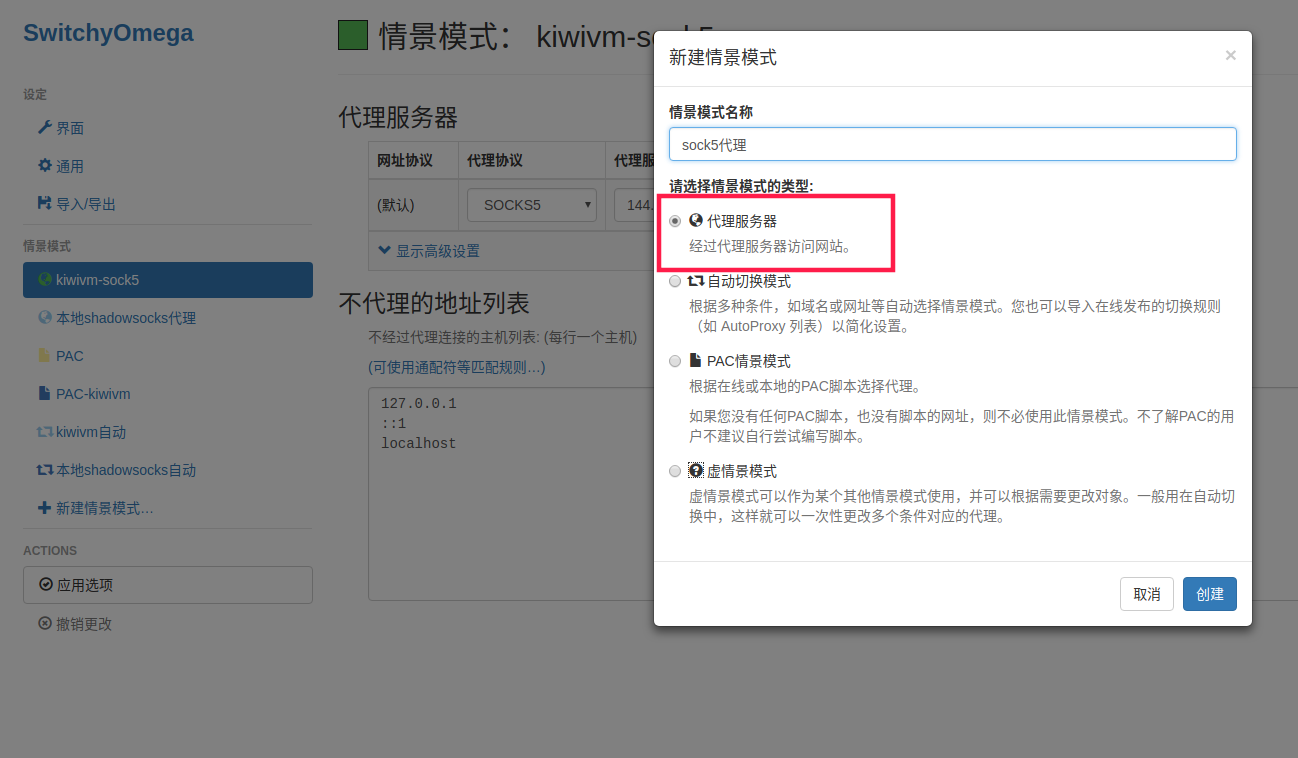 SwitchyOmega
设定
界面
通用
导入/导出
情景模式
kiwivm-sock5
本地shadowsocks代理
PAC
PAC-kiwivm
kiwivm自动
本地shadowsocks自动
新建情景模式…
ACTIONS
应用选项
撤销更改
情景模式： kiwivm-sock5
代理服务器
网址协议 代理协议 代理服
(默认) SOCKS5 144.
显示高级设置
不代理的地址列表
不经过代理连接的主机列表: (每行一个主机)
(可使用通配符等匹配规则…)
127.0.0.1
::1
localhost
新建情景模式 ×
情景模式名称
sock5代理
请选择情景模式的类型:
代理服务器
经过代理服务器访问网站。
自动切换模式
根据多种条件，如域名或网址等自动选择情景模式。您也可以导入在线发布的切换规则
（如 AutoProxy 列表）以简化设置。
PAC情景模式
根据在线或本地的PAC脚本选择代理。
如果您没有任何PAC脚本，也没有脚本的网址，则不必使用此情景模式。不了解PAC的用
户不建议自行尝试编写脚本。
虚情景模式
虚情景模式可以作为某个其他情景模式使用，并可以根据需要更改对象。一般用在自动切
换中，这样就可以一次性更改多个条件对应的代理。
取消 创建